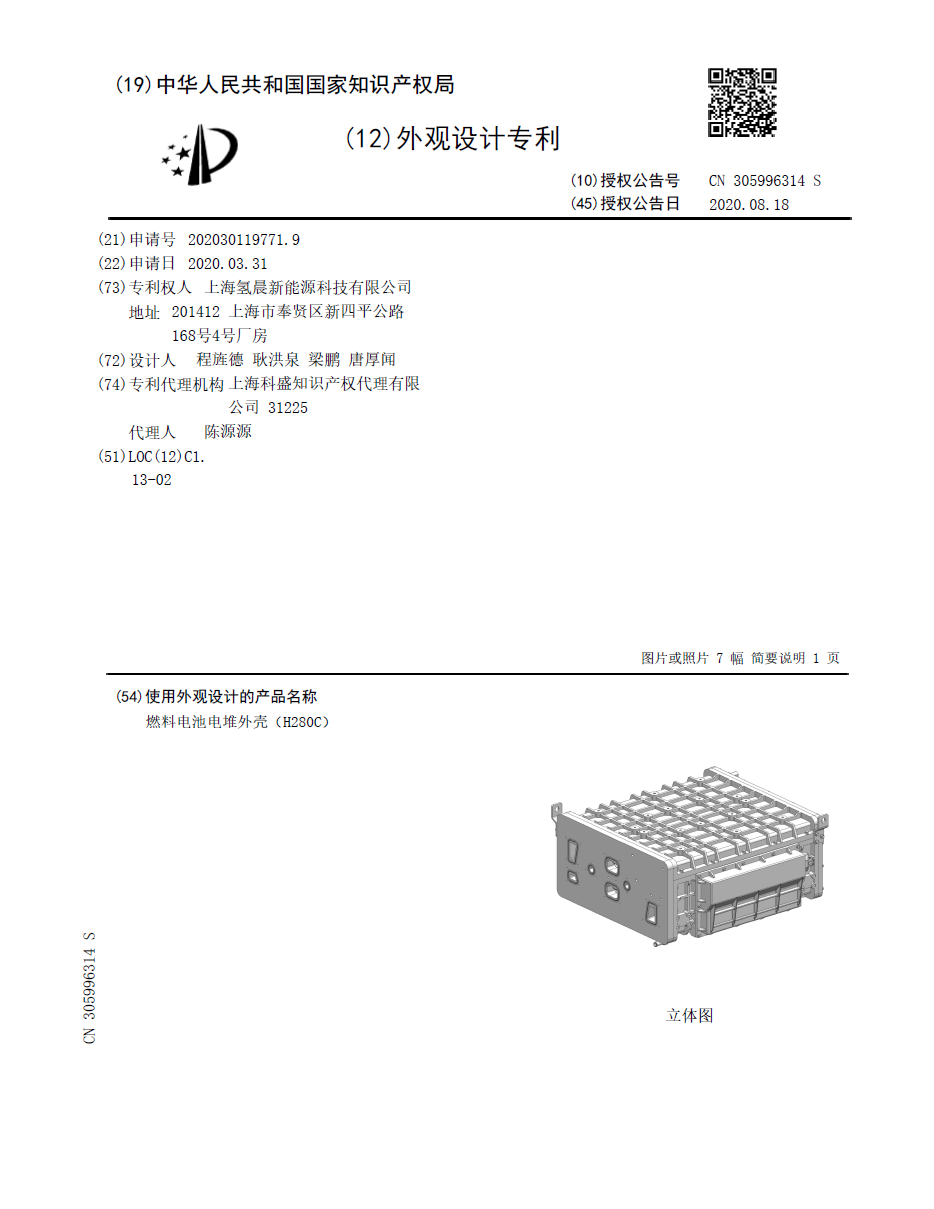 (19)中华人民共和国国家知识产权局
(12)外观设计专利
(10)授权公告号 CN 305996314 S
(45)授权公告日 2020.08.18
(21)申请号 202030119771.9
(22)申请日 2020.03.31
(73)专利权人 上海氢晨新能源科技有限公司
地址 201412 上海市奉贤区新四平公路
168号4号厂房
(72)设计人 程旌德 耿洪泉 梁鹏 唐厚闻
(74)专利代理机构 上海科盛知识产权代理有限
公司 31225
代理人 陈源源
(51)LOC(12)Cl.
13-02
图片或照片 7 幅 简要说明 1 页
(54)使用外观设计的产品名称
燃料电池电堆外壳（H280C）
立体图
CN 305996314 S